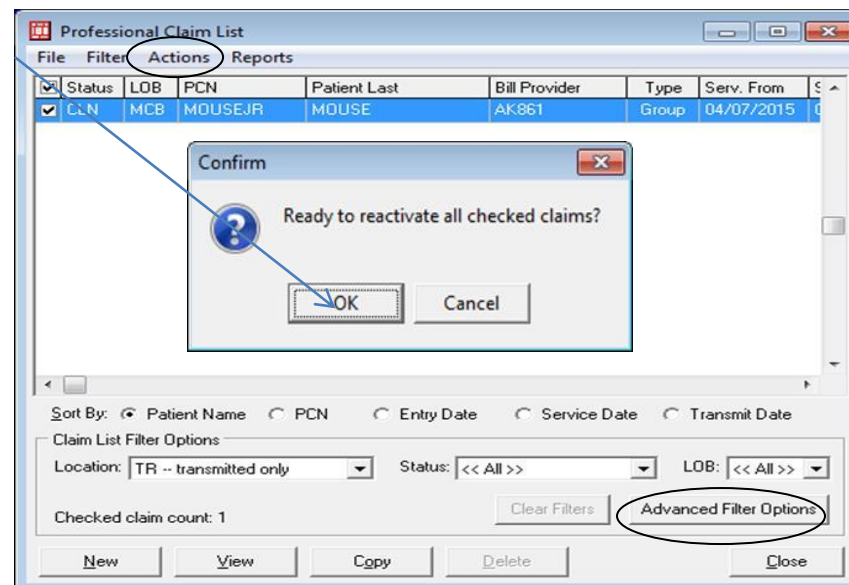 Professional Claim List
File Filter Actions Reports
Status LOB PCN Patient Last Bill Provider Type Serv. From S
CLN MCB MOUSEJR MOUSE AK861 Group 04/07/2015 0
Confirm
Ready to reactivate all checked claims?
OK Cancel
Sort By: Patient Name PCN Entry Date Service Date Transmit Date
Claim List Filter Options
Location: TR -- transmitted only Status: << All >> LOB: << All >>
Checked claim count: 1 Clear Filters Advanced Filter Options
New View Copy Delete Close